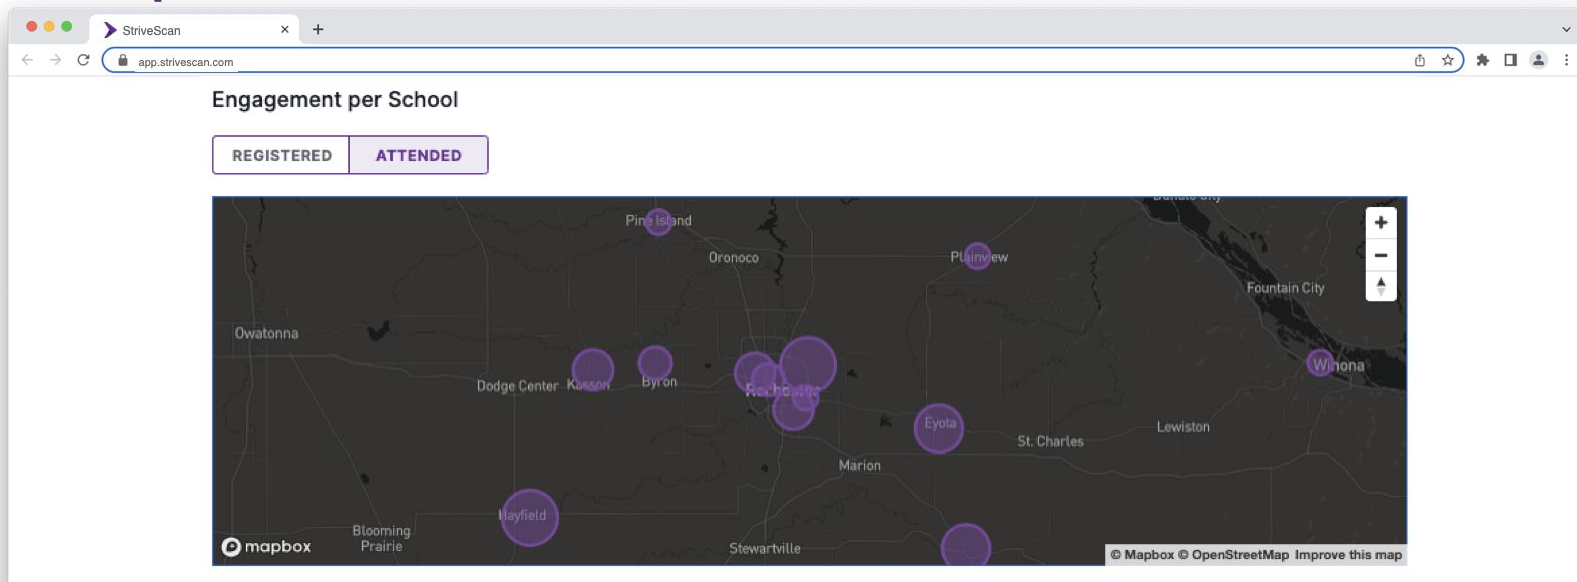 StriveScan
app.strivescan.com
Engagement per School
REGISTERED
ATTENDED
Pine Island
Oronoco
Plainview
Fountain City
Owatonna
Dodge Center
Kasson
Byron
Rochester
Winona
Eyota
St. Charles
Lewiston
Marion
Hayfield
Blooming
Prairie
Stewartville
mapbox
© Mapbox © OpenStreetMap Improve this map